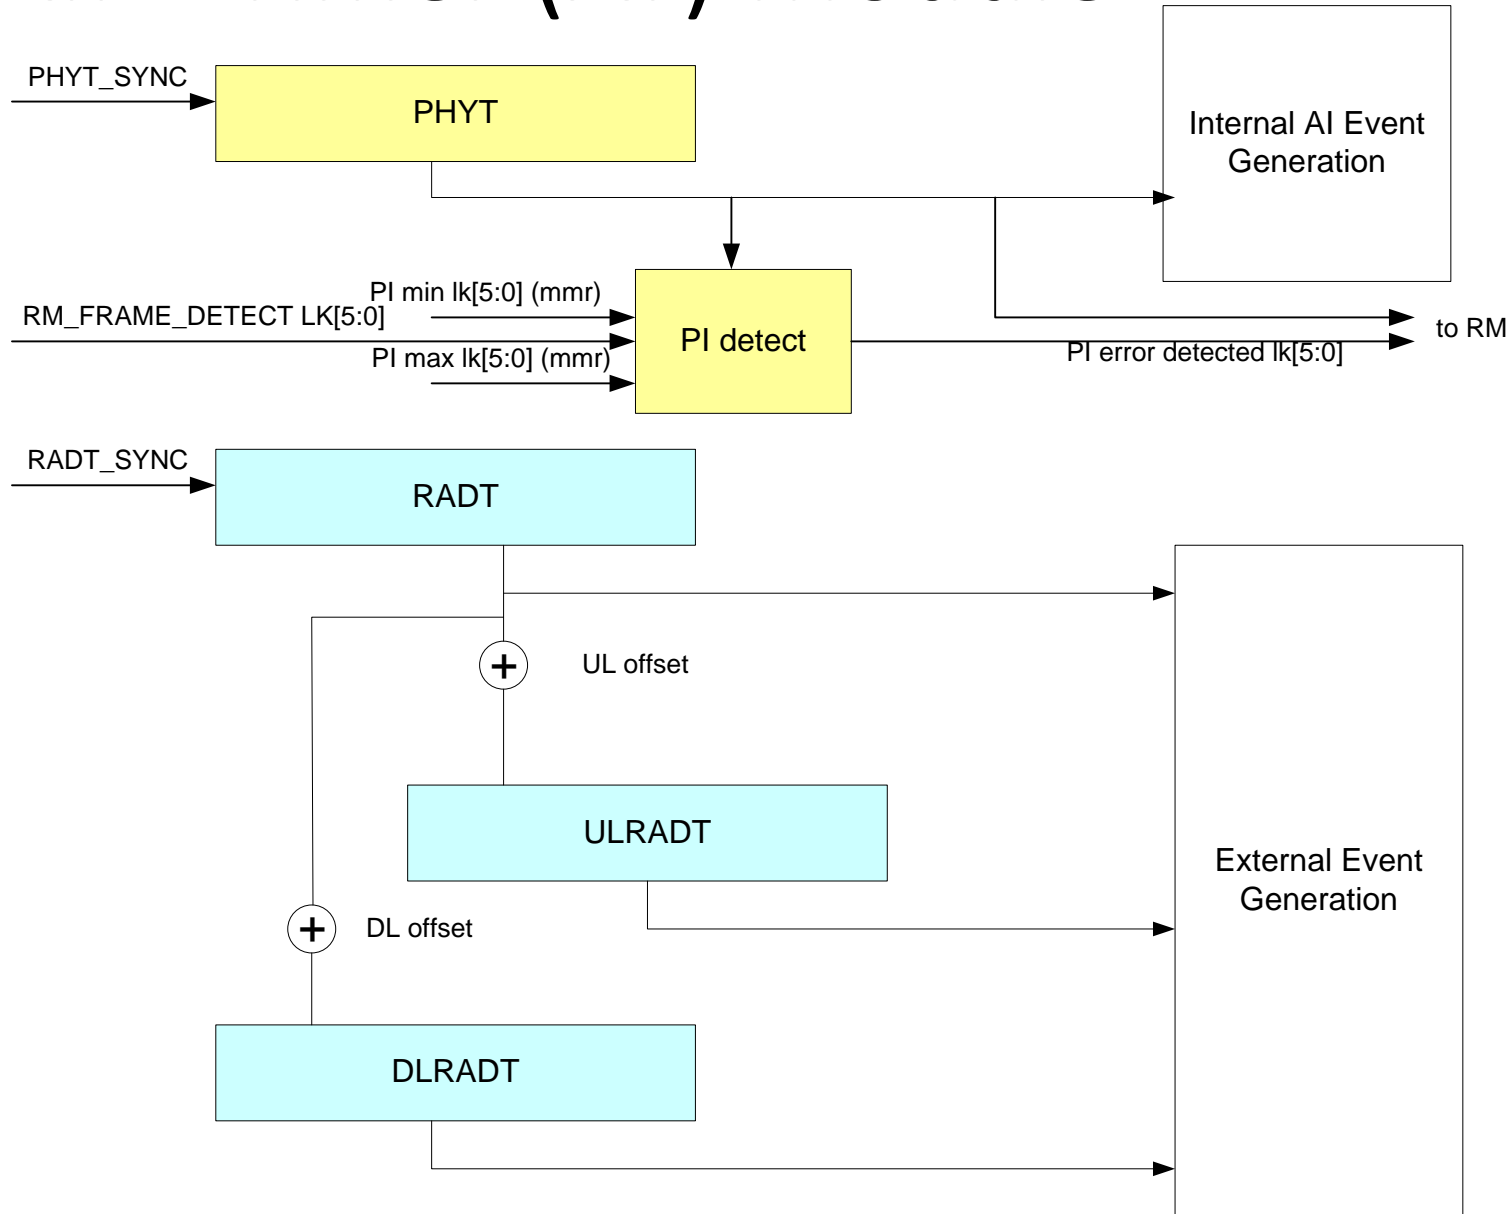 PHYT_SYNC
PHYT
Internal AI Event
Generation
PI min lk[5:0] (mmr)
RM_FRAME_DETECT LK[5:0]
PI max lk[5:0] (mmr)
PI detect
PI error detected lk[5:0]
to RM
RADT_SYNC
RADT
+
UL offset
ULRADT
External Event
Generation
+
DL offset
DLRADT